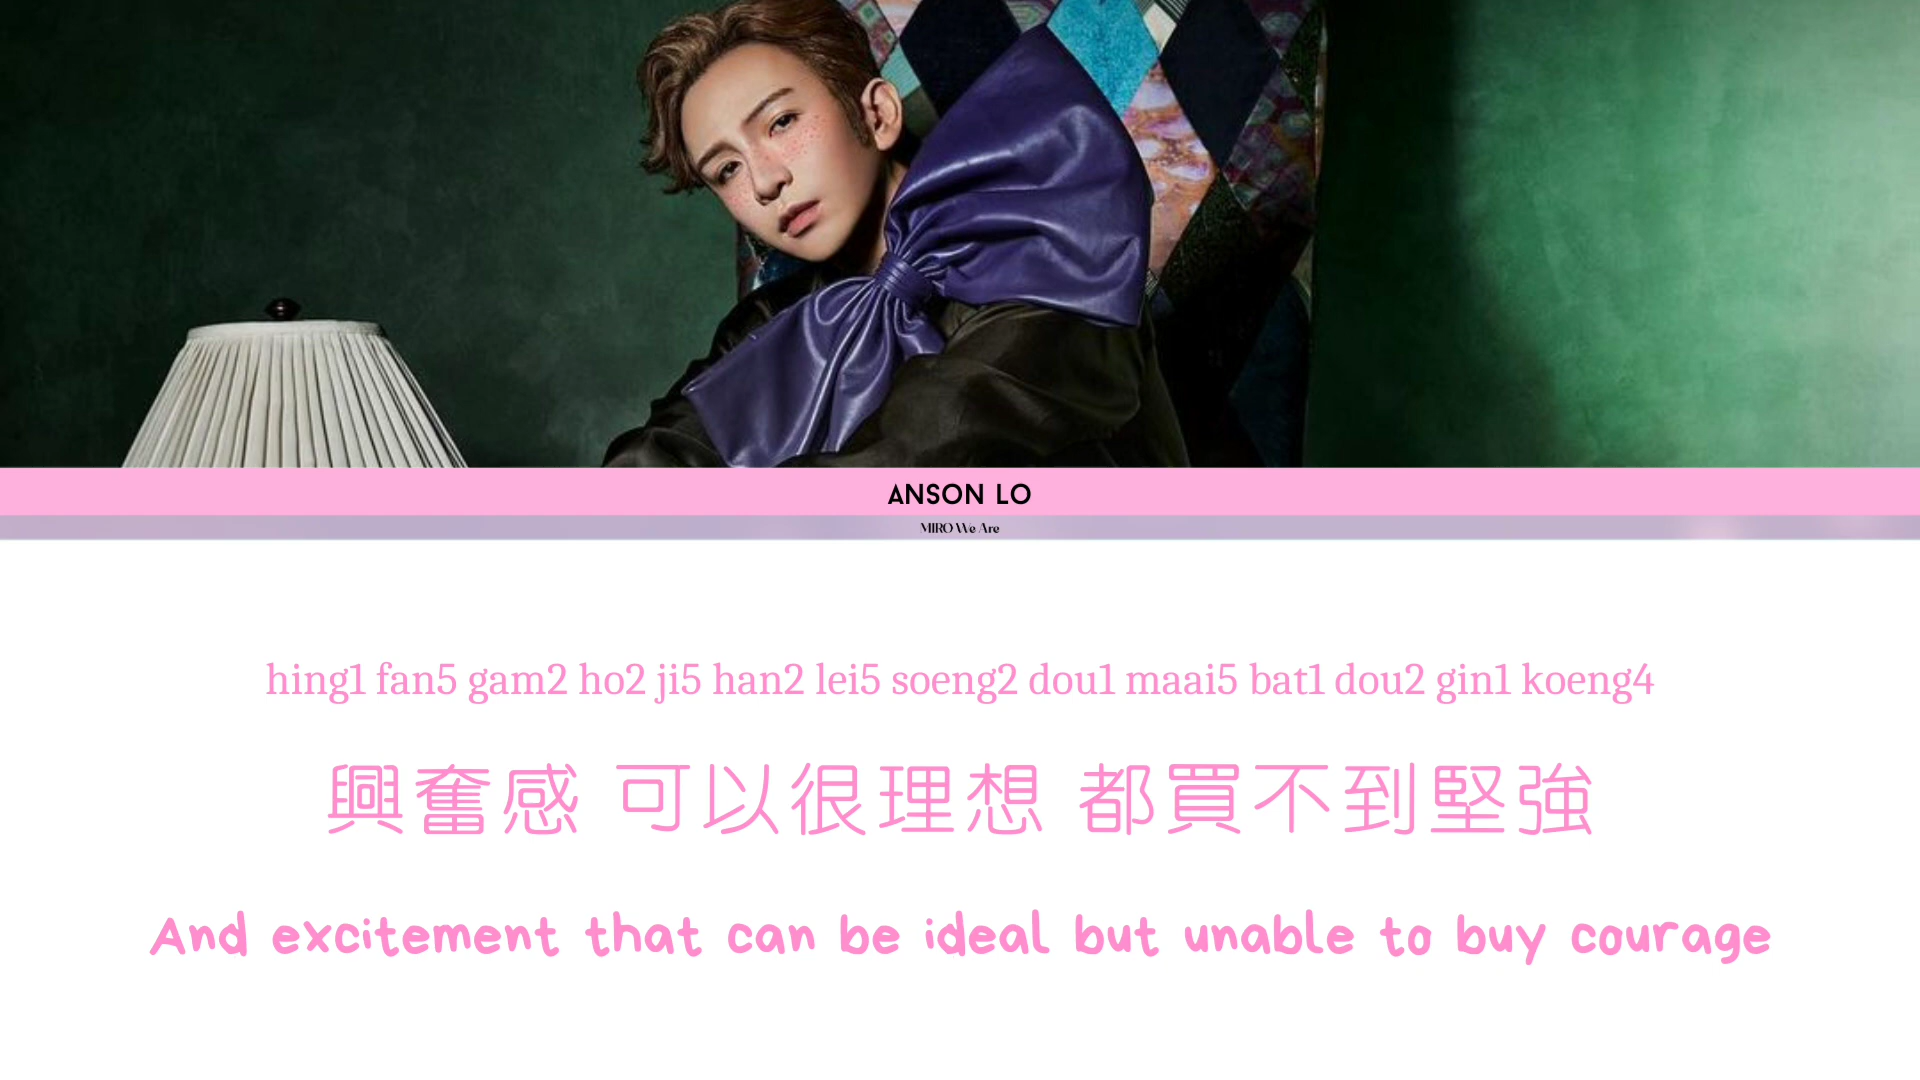 ANSON LO
MIRO We Are
hing1 fan5 gam2 ho2 ji5 han2 lei5 soeng2 dou1 maai5 bat1 dou2 gin1 koeng4
興奮感 可以很理想 都買不到堅強
And excitement that can be ideal but unable to buy courage